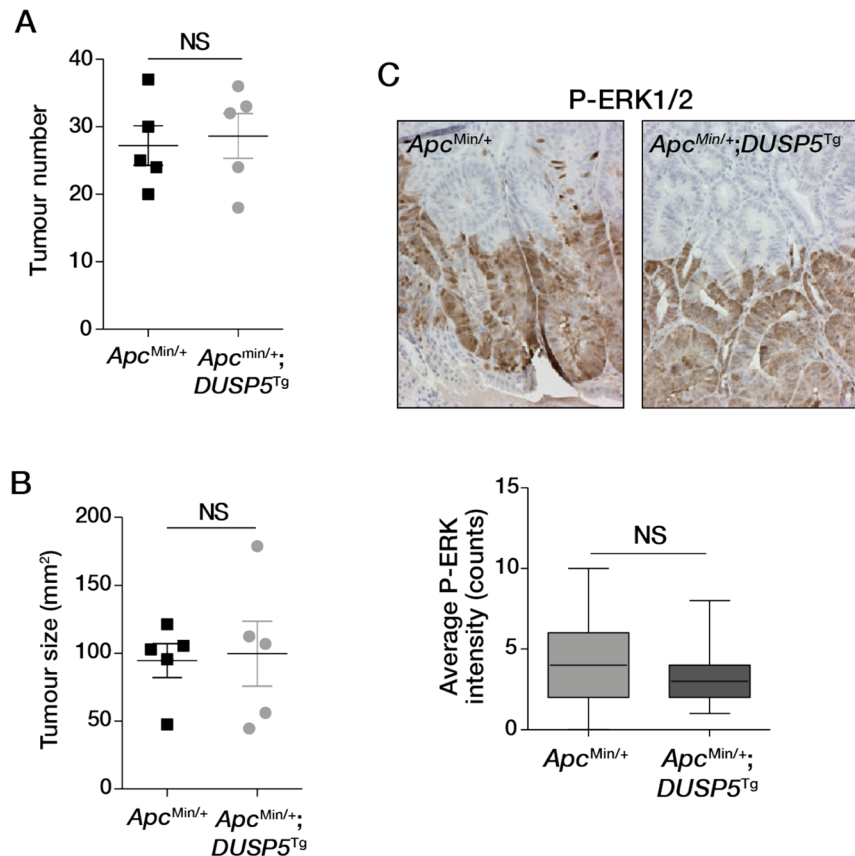 A
NS
Tumour number
40
30
20
10
0
Apc^Min/+
Apc^min/+;
DUSP5^Tg
B
NS
Tumour size (mm²)
200
150
100
50
0
Apc^Min/+
Apc^Min/+;
DUSP5^Tg
C
P-ERK1/2
Apc^Min/+
Apc^Min/+;DUSP5^Tg
NS
Average P-ERK
intensity (counts)
15
10
5
0
Apc^Min/+
Apc^Min/+;
DUSP5^Tg